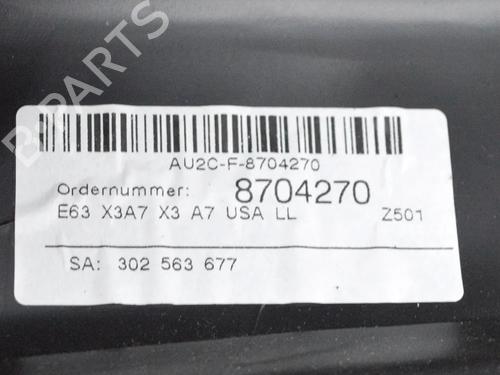 AU2C-F-8704270
Ordernummer: 8704270
E63 X3A7 X3 A7 USA LL Z501
SA: 302 563 677
B-PARTS